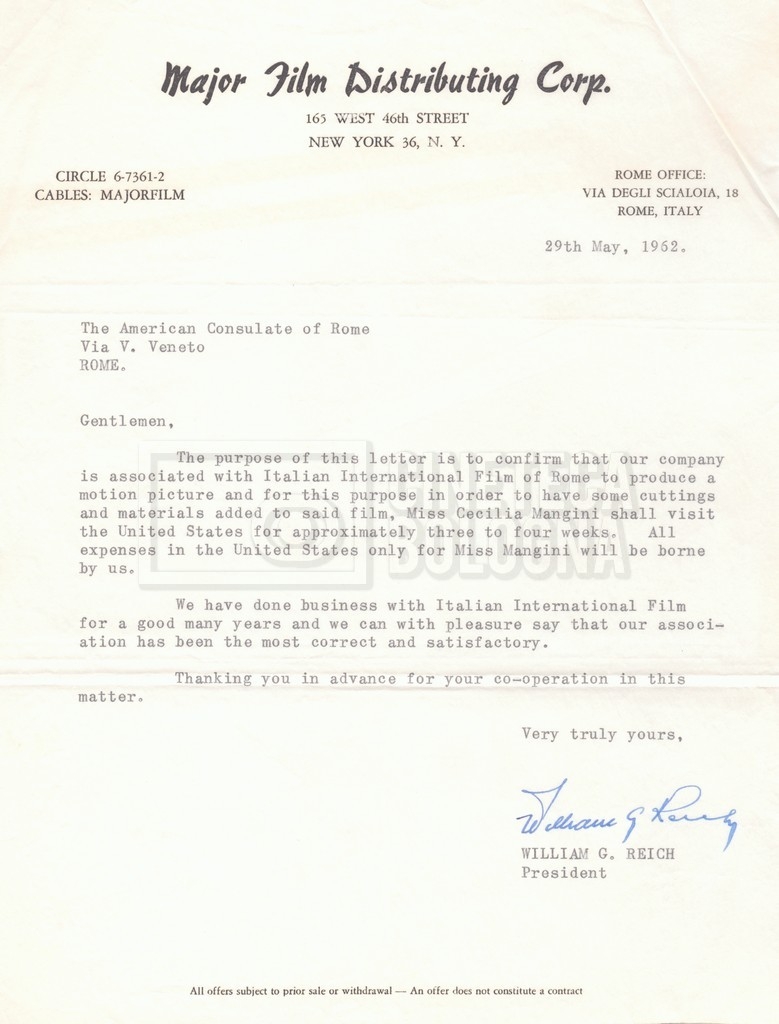 Major Film Distributing Corp.
165 WEST 46th STREET
NEW YORK 36, N. Y.
CIRCLE 6-7361-2
CABLES: MAJORFILM
ROME OFFICE:
VIA DEGLI SCIALOIA, 18
ROME, ITALY
29th May, 1962.
The American Consulate of Rome
Via V. Veneto
ROME.
Gentlemen,
The purpose of this letter is to confirm that our company
is associated with Italian International Film of Rome to produce a
motion picture and for this purpose in order to have some cuttings
and materials added to said film, Miss Cecilia Mangini shall visit
the United States for approximately three to four weeks. All
expenses in the United States only for Miss Mangini will be borne
by us.
We have done business with Italian International Film
for a good many years and we can with pleasure say that our associ-
ation has been the most correct and satisfactory.
Thanking you in advance for your co-operation in this
matter.
Very truly yours,
William G
WILLIAM G. REICH
President
All offers subject to prior sale or withdrawal — An offer does not constitute a contract